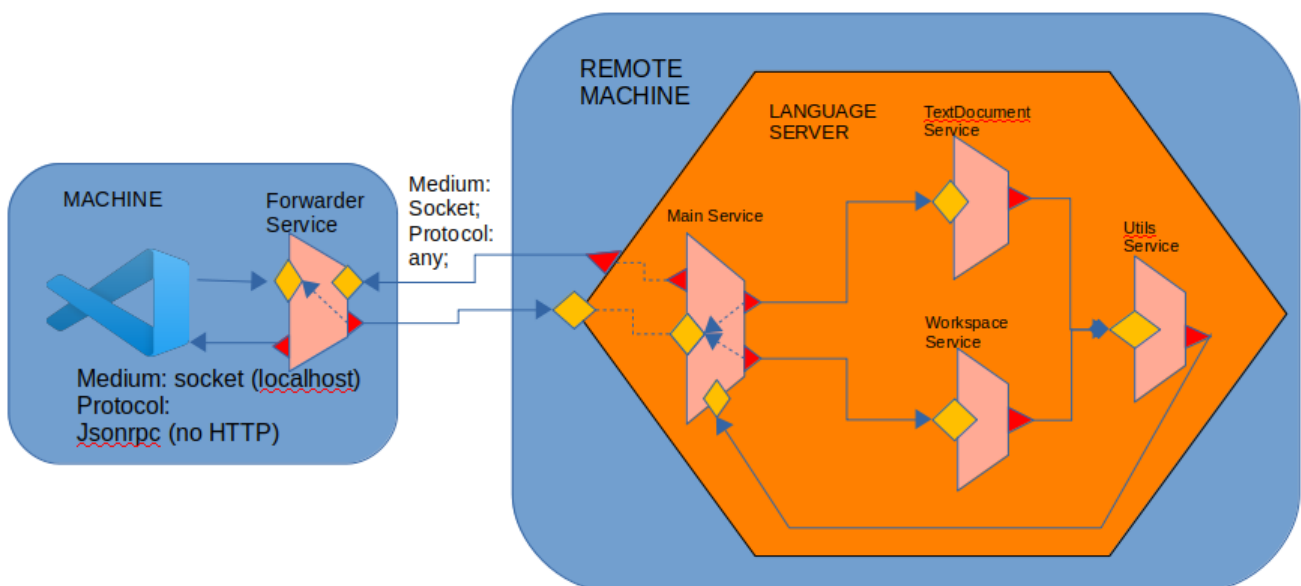 REMOTE
MACHINE
LANGUAGE
SERVER
TextDocument
Service
MACHINE
Forwarder
Service
Medium:
Socket;
Protocol:
any;
Main Service
Utils
Service
Workspace
Service
Medium: socket (localhost)
Protocol:
Jsonrpc (no HTTP)